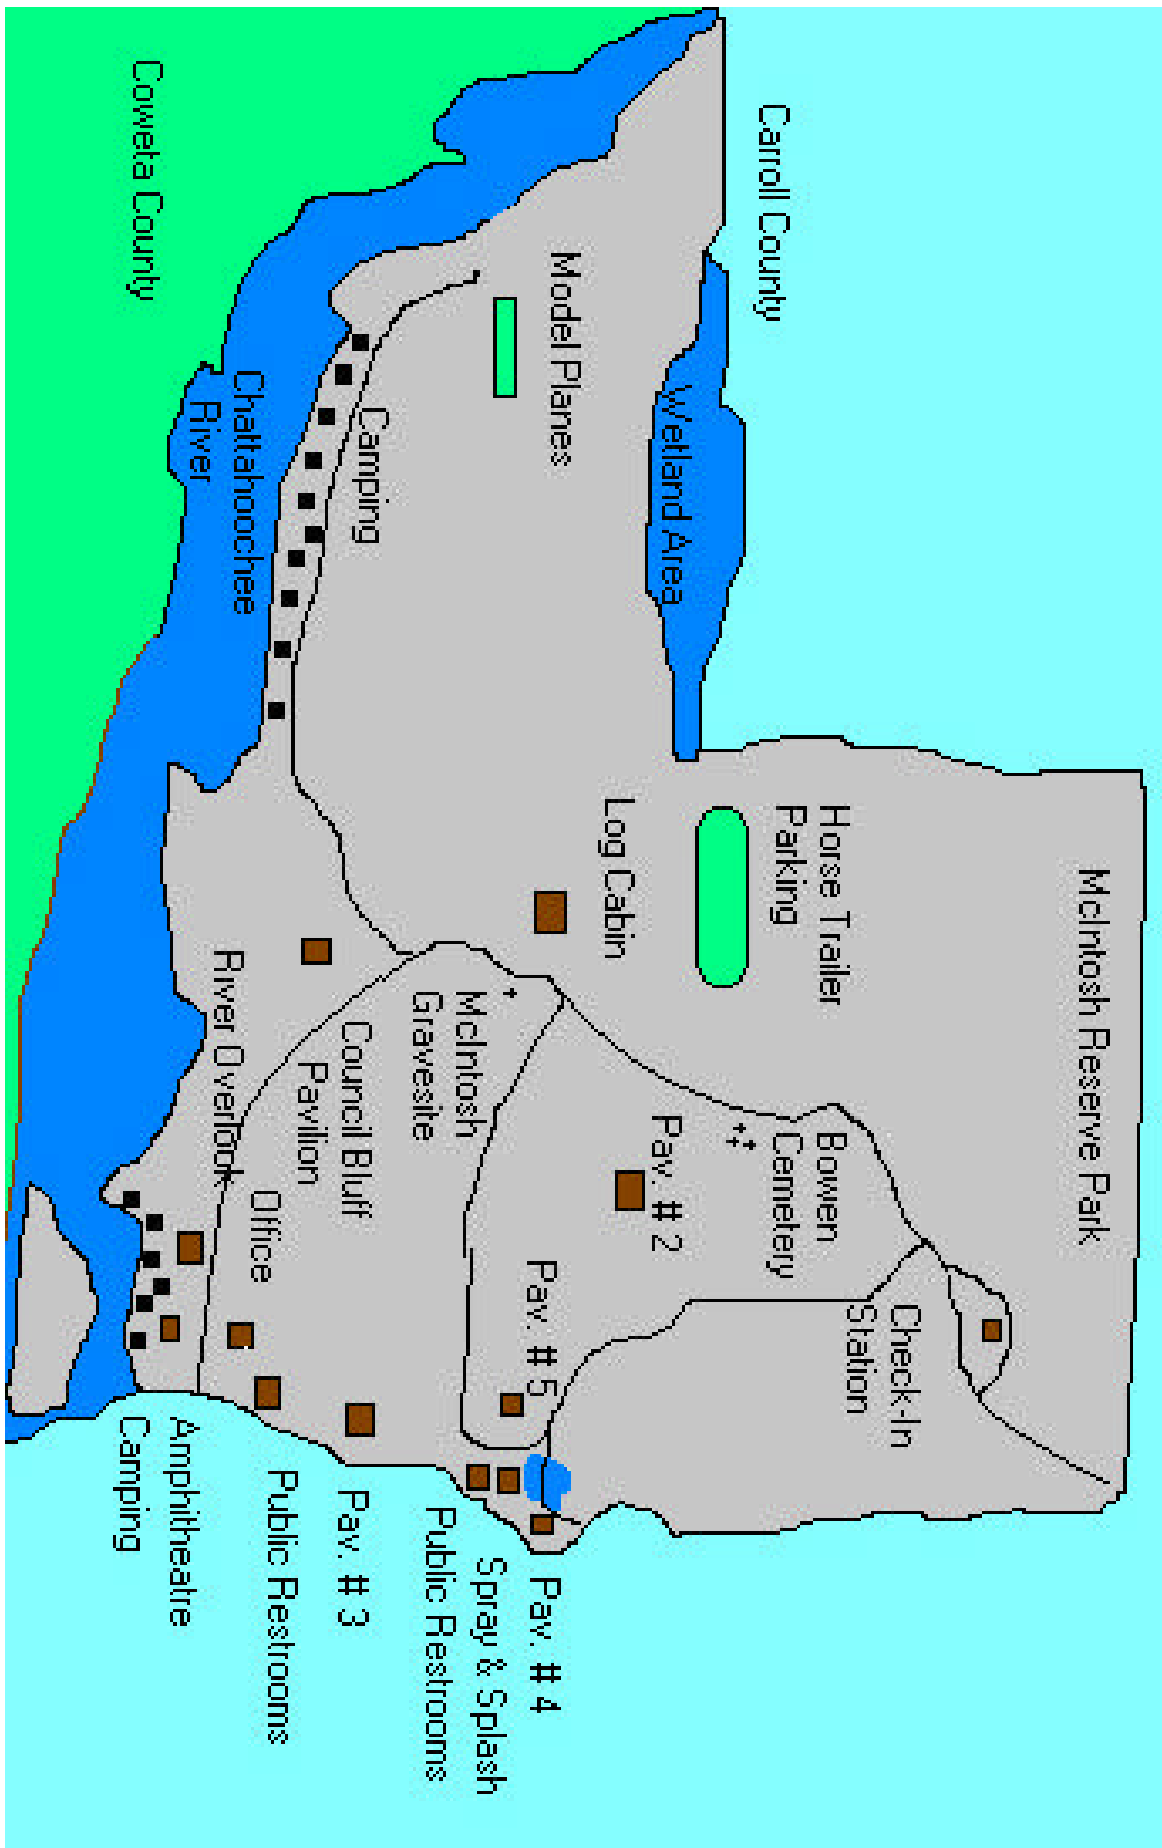 McIntosh Reserve Park
Horse Trailer
Parking
Carroll County
Bowen
Cemetery
Check-In
Station
Wetland Area
Log Cabin
Pav. # 2
Model Planes
Pav. # 5
Pav. # 4
McIntosh
Gravesite
Spray & Splash
Public Restrooms
Camping
Council Bluff
Pavilion
Pav. # 3
Chattahoochee
River
River Overlook
Office
Public Restrooms
Coweta County
Amphitheatre
Camping